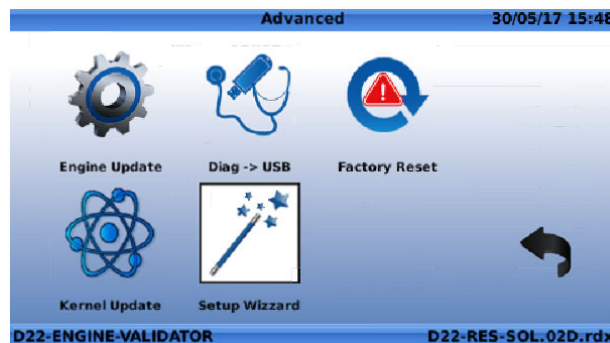 Advanced 30/05/17 15:48
Engine Update Diag -> USB Factory Reset
Kernel Update Setup Wizzard
D22-ENGINE-VALIDATOR D22-RES-SOL.02D.rdx